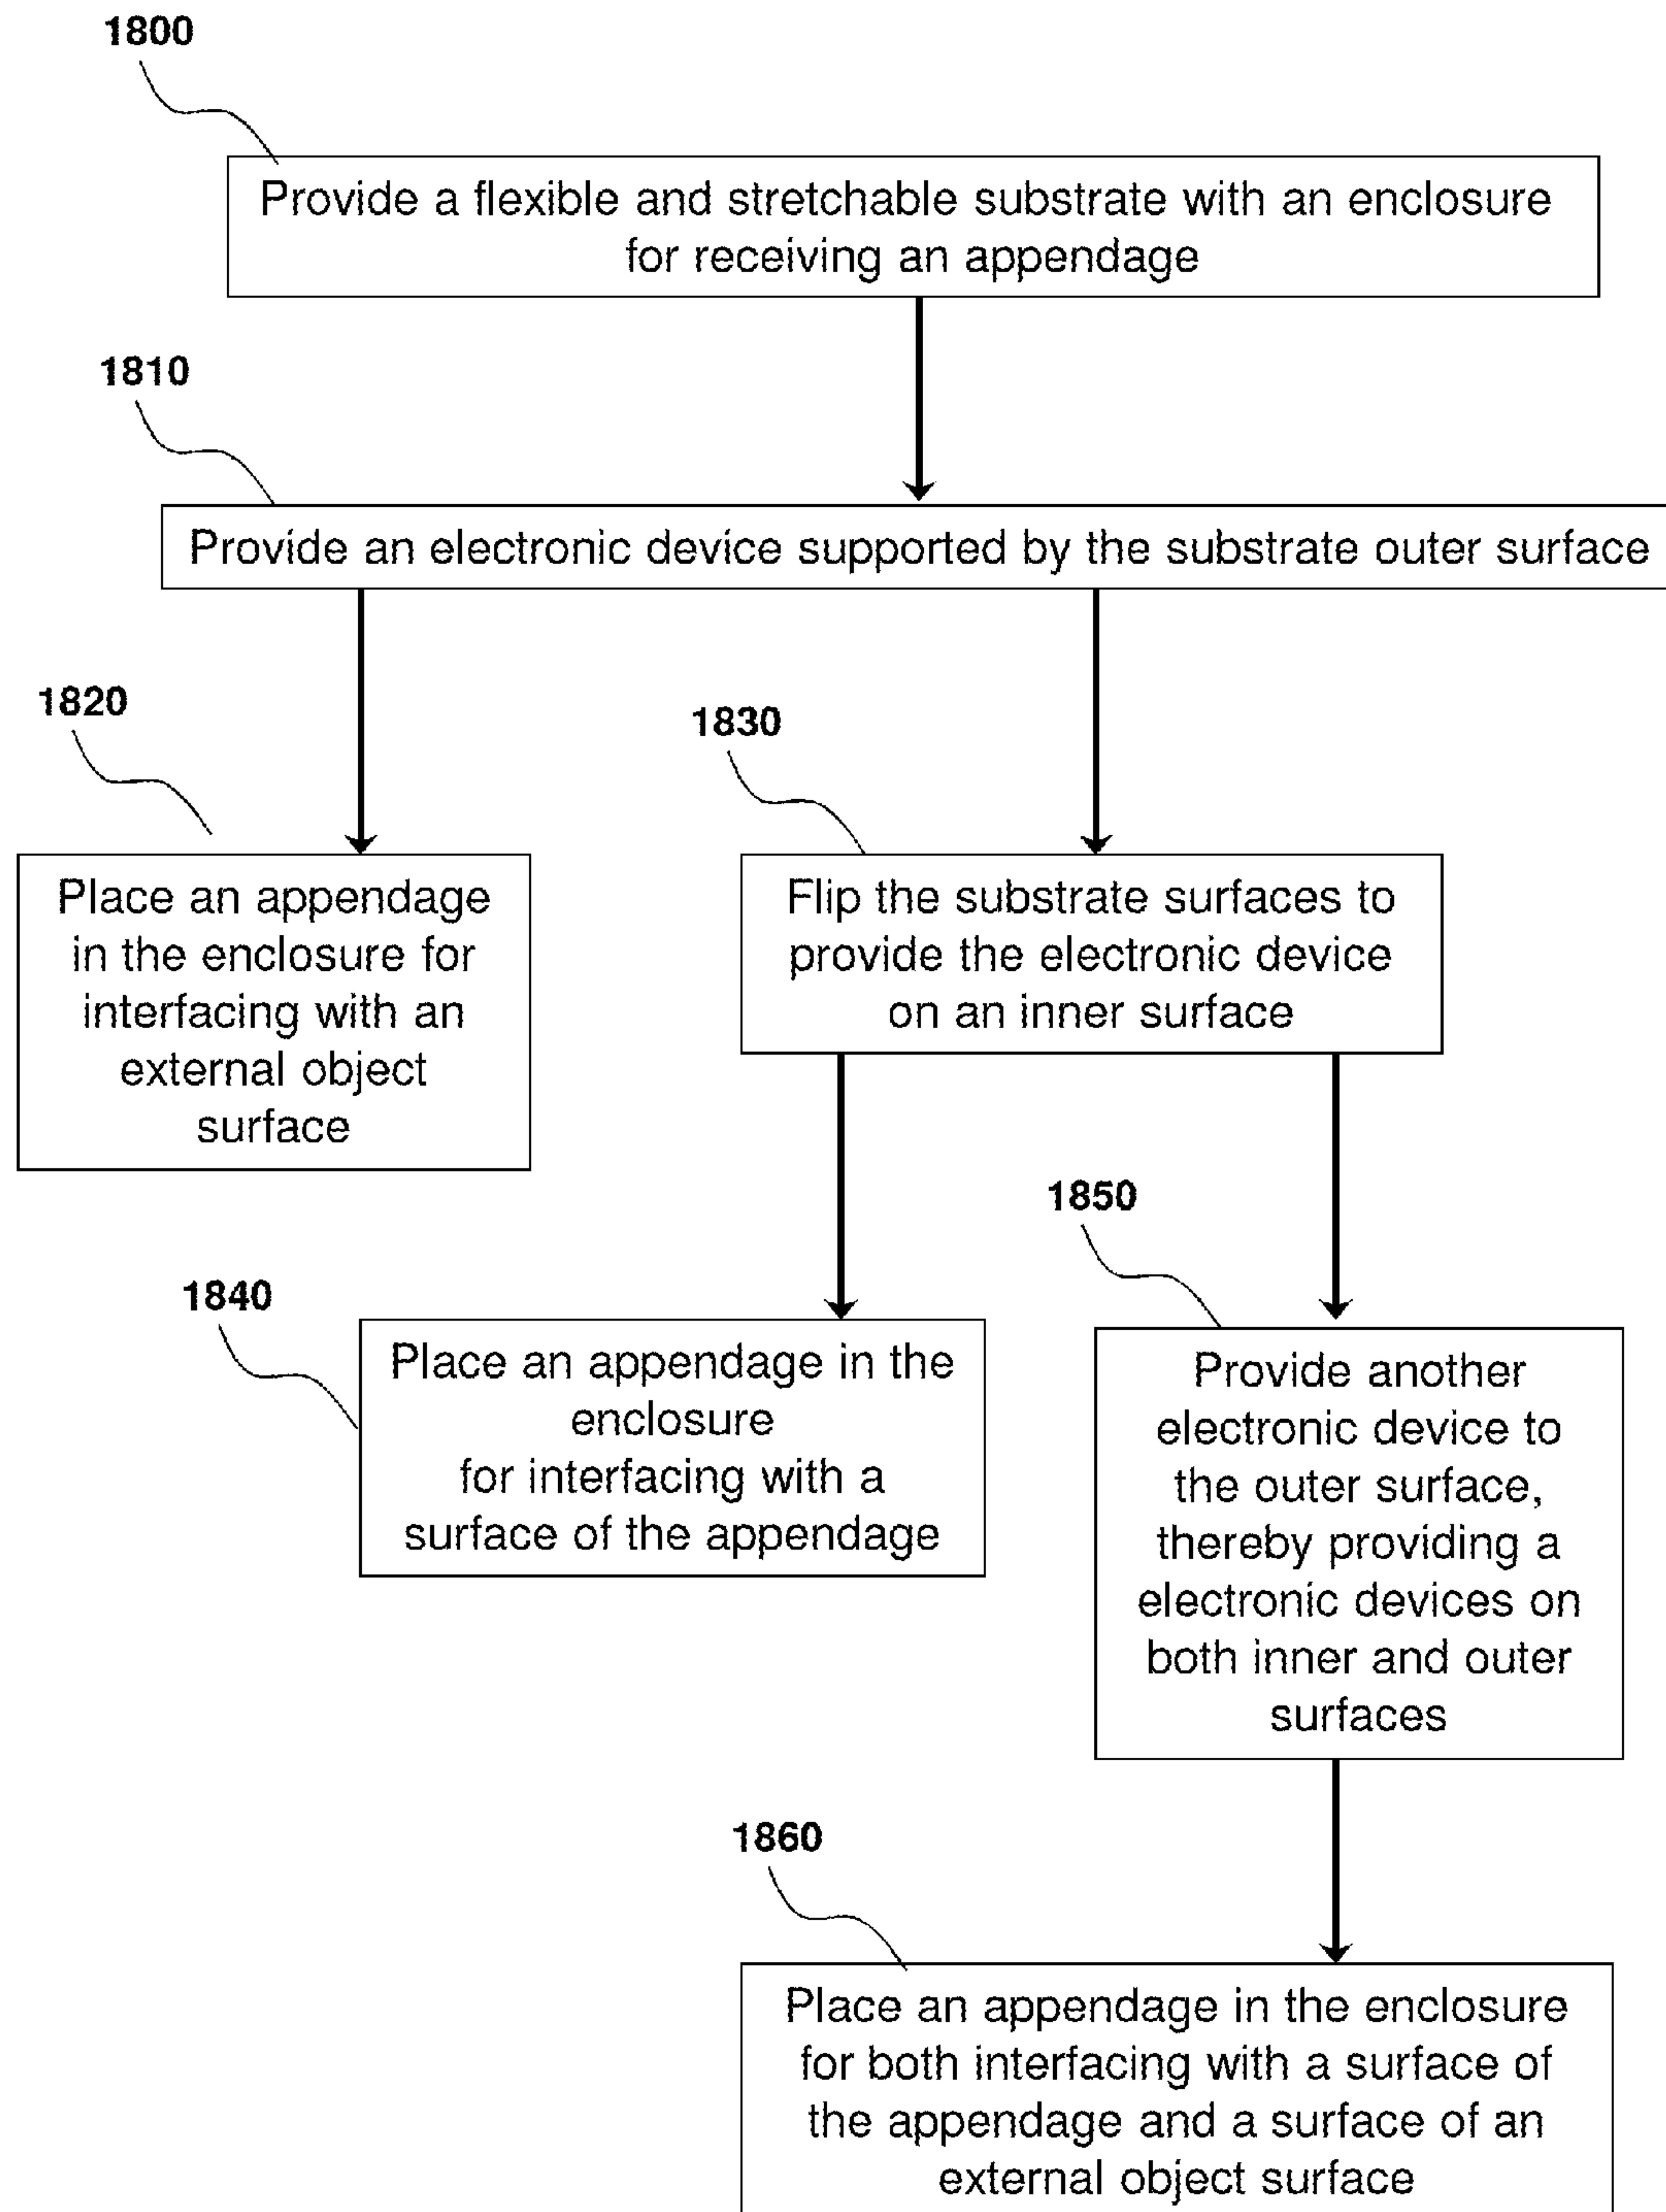 1800
Provide a flexible and stretchable substrate with an enclosure
for receiving an appendage
1810
Provide an electronic device supported by the substrate outer surface
1820
Place an appendage
in the enclosure for
interfacing with an
external object
surface
1830
Flip the substrate surfaces to
provide the electronic device
on an inner surface
1840
Place an appendage in the
enclosure
for interfacing with a
surface of the appendage
1850
Provide another
electronic device to
the outer surface,
thereby providing a
electronic devices on
both inner and outer
surfaces
1860
Place an appendage in the enclosure
for both interfacing with a surface of
the appendage and a surface of an
external object surface